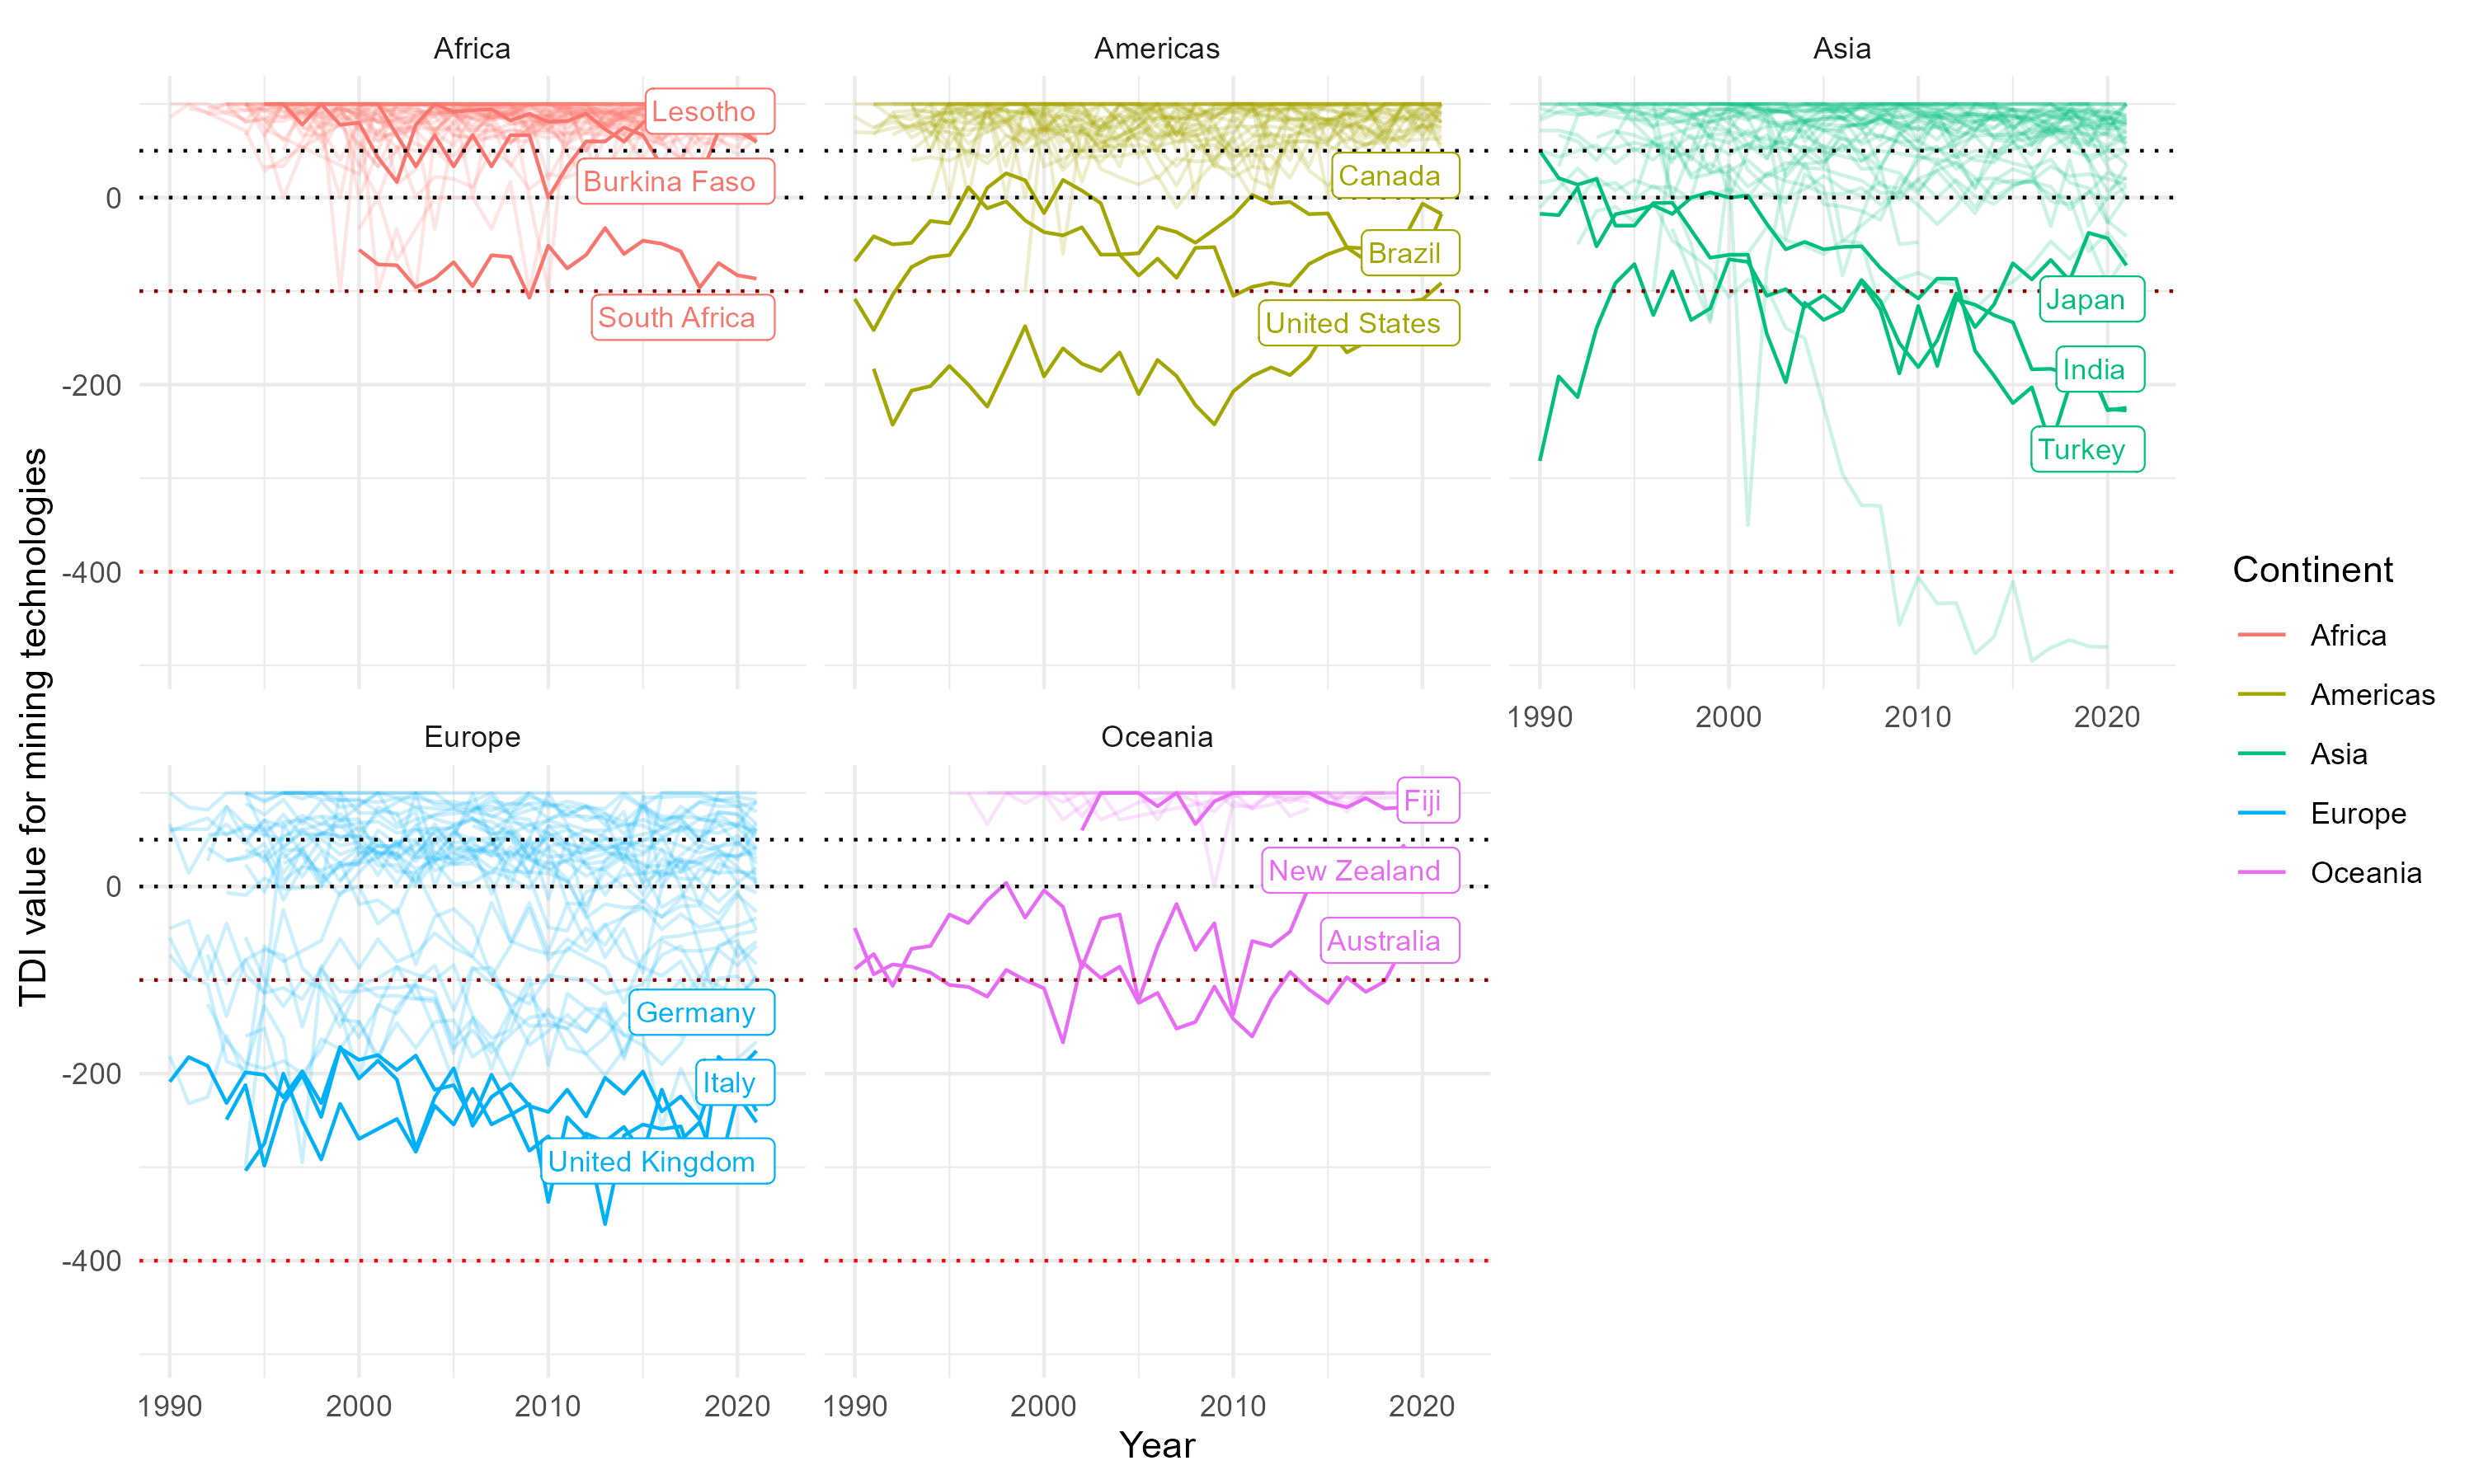 Africa
Americas
Asia
Lesotho
Burkina Faso
South Africa
Canada
Brazil
United States
Japan
India
Turkey
0
-200
-400
1990 2000 2010 2020
Europe
Oceania
Germany
Italy
United Kingdom
Fiji
New Zealand
Australia
0
-200
-400
1990 2000 2010 2020
1990 2000 2010 2020
Year
TDI value for mining technologies
Continent
Africa
Americas
Asia
Europe
Oceania